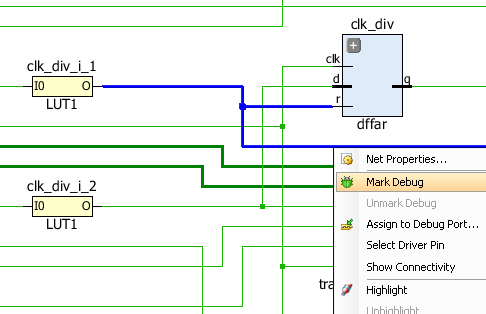 clk_div
clk_div_i_1
clk
I0 O
d q
LUT1
r
dffar
Net Properties...
Mark Debug
clk_div_i_2
Unmark Debug
I0 O
Assign to Debug Port...
LUT1
Select Driver Pin
Show Connectivity
tra
Highlight
Unhighlight